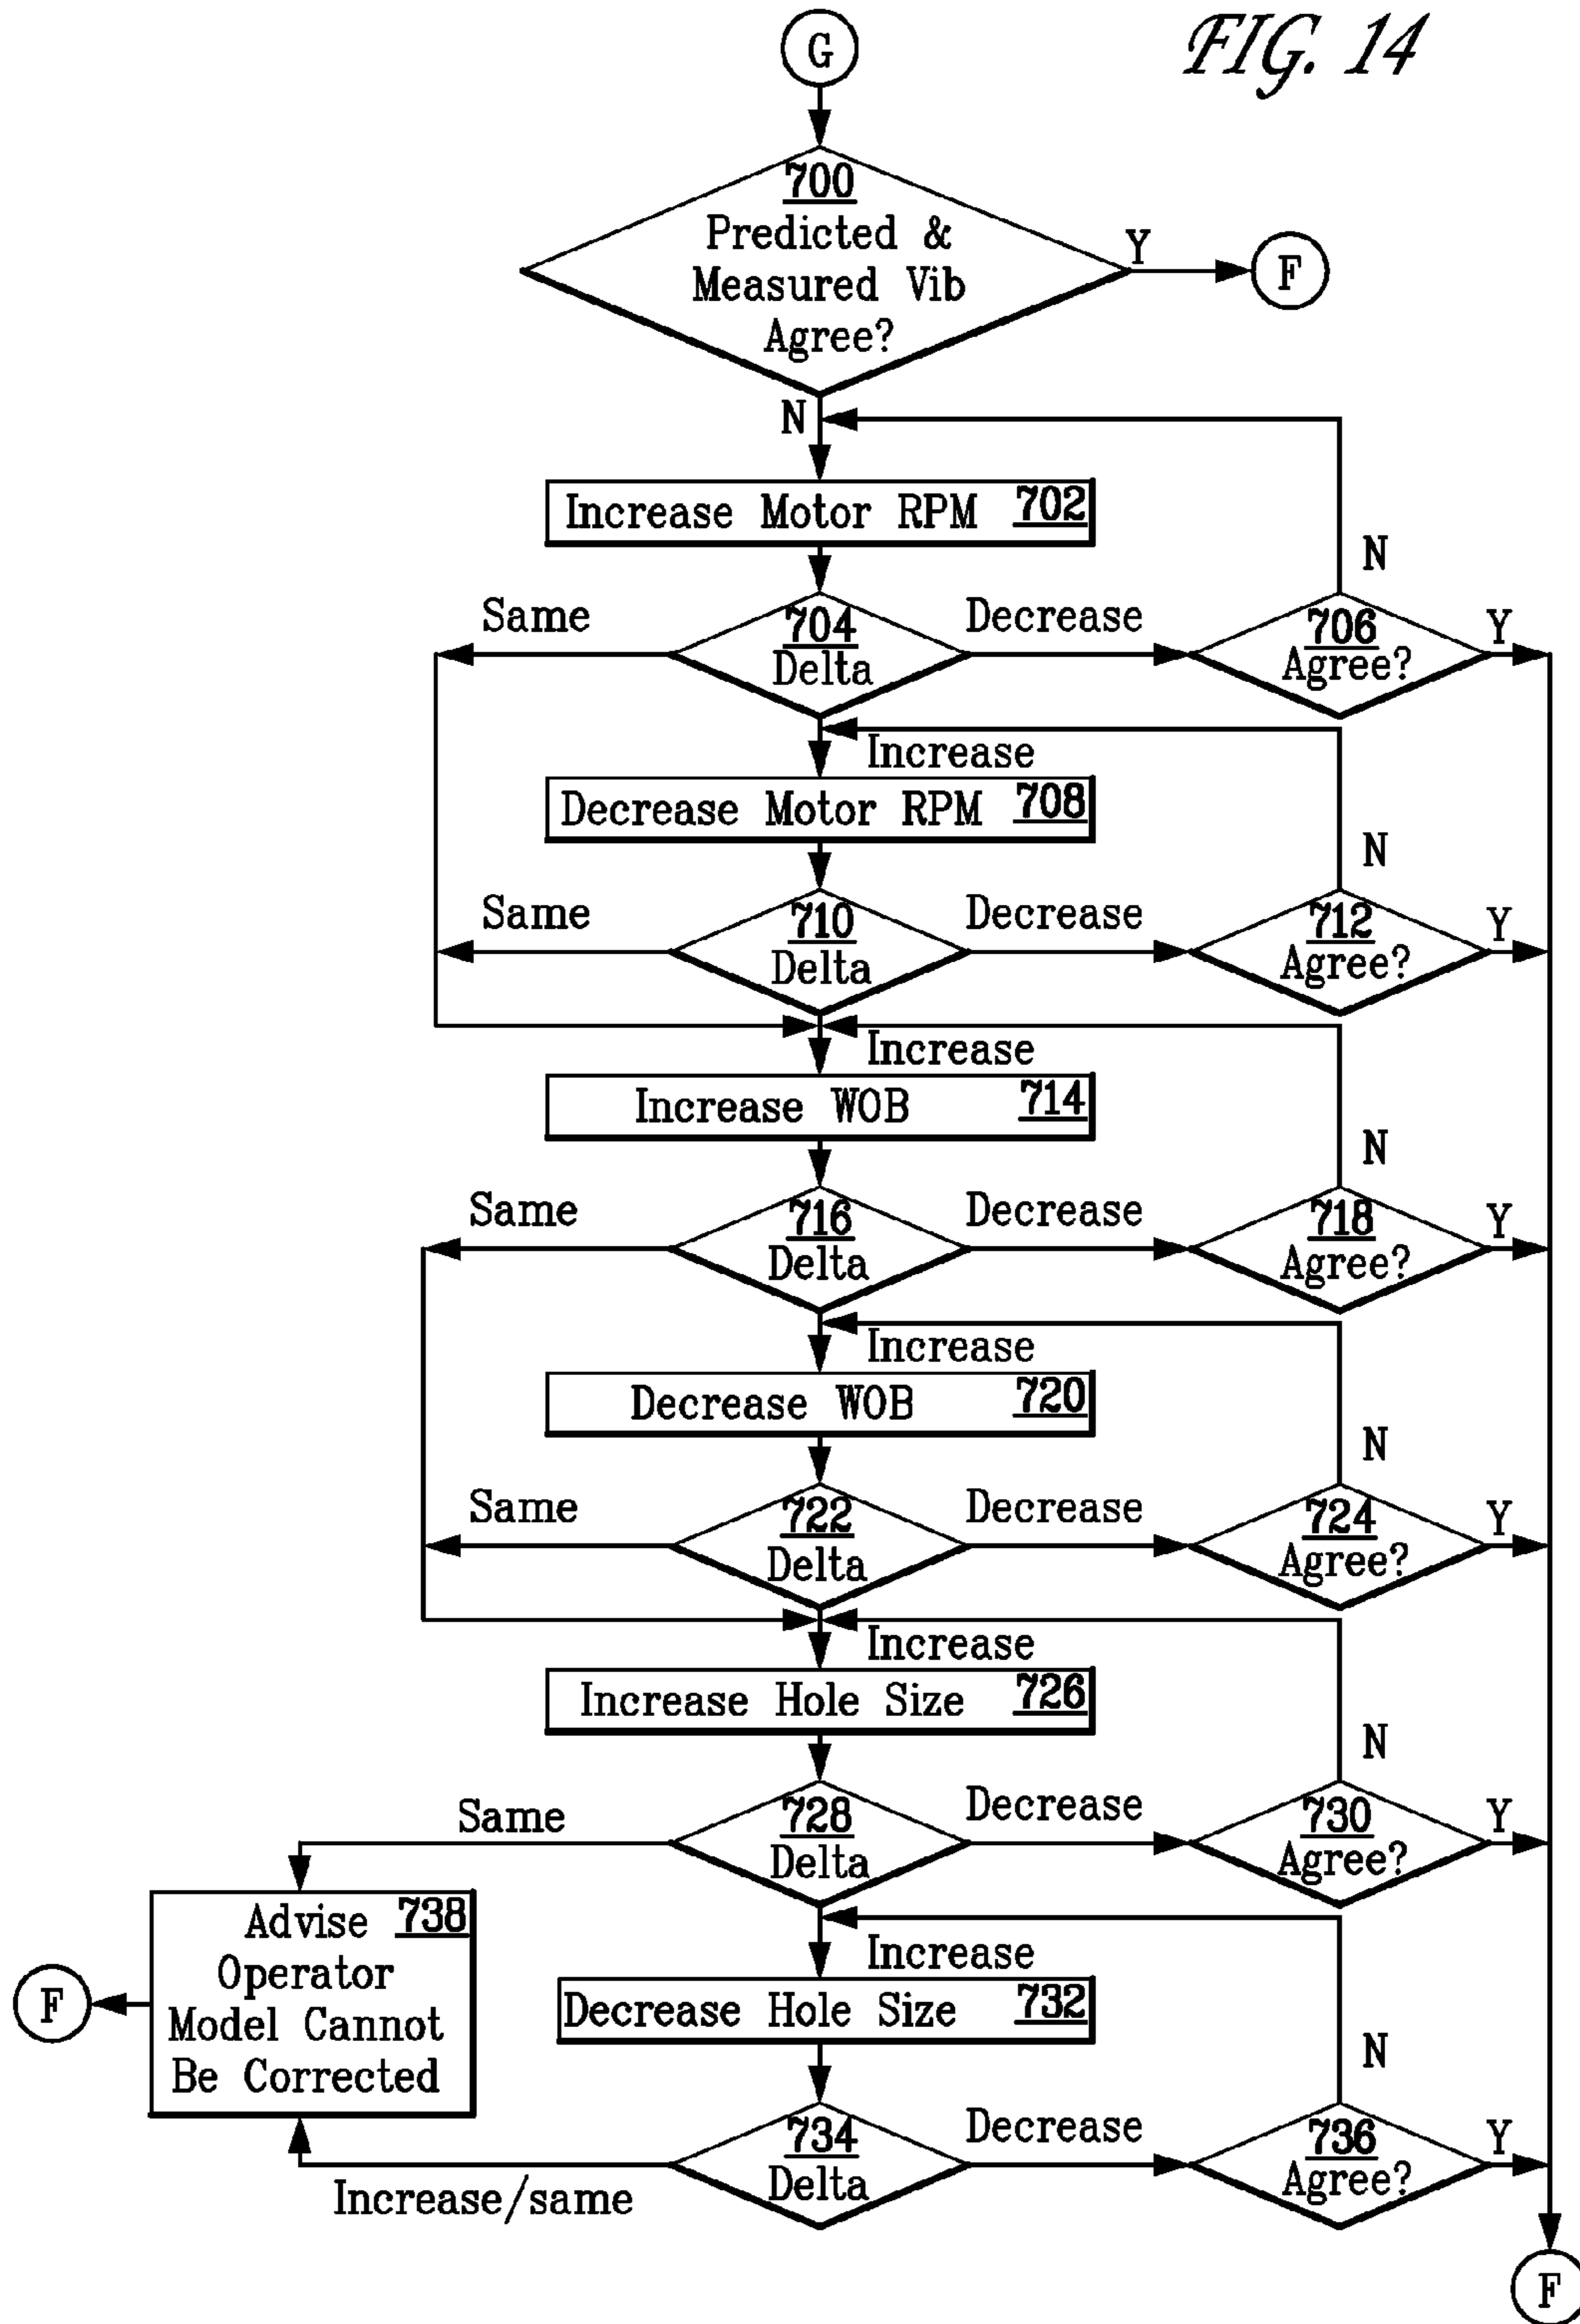 FIG. 14
G
700
Predicted &
Measured Vib
Agree?
Y
F
N
Increase Motor RPM 702
N
Same
704
Delta
Decrease
706
Agree?
Y
Increase
Decrease Motor RPM 708
N
Same
710
Delta
Decrease
712
Agree?
Y
Increase
Increase WOB 714
N
Same
716
Delta
Decrease
718
Agree?
Y
Increase
Decrease WOB 720
N
Same
722
Delta
Decrease
724
Agree?
Y
Increase
Increase Hole Size 726
N
Same
728
Delta
Decrease
730
Agree?
Y
Advise 738
Operator
Model Cannot
Be Corrected
F
Increase
Decrease Hole Size 732
N
Increase/same
734
Delta
Decrease
736
Agree?
Y
F